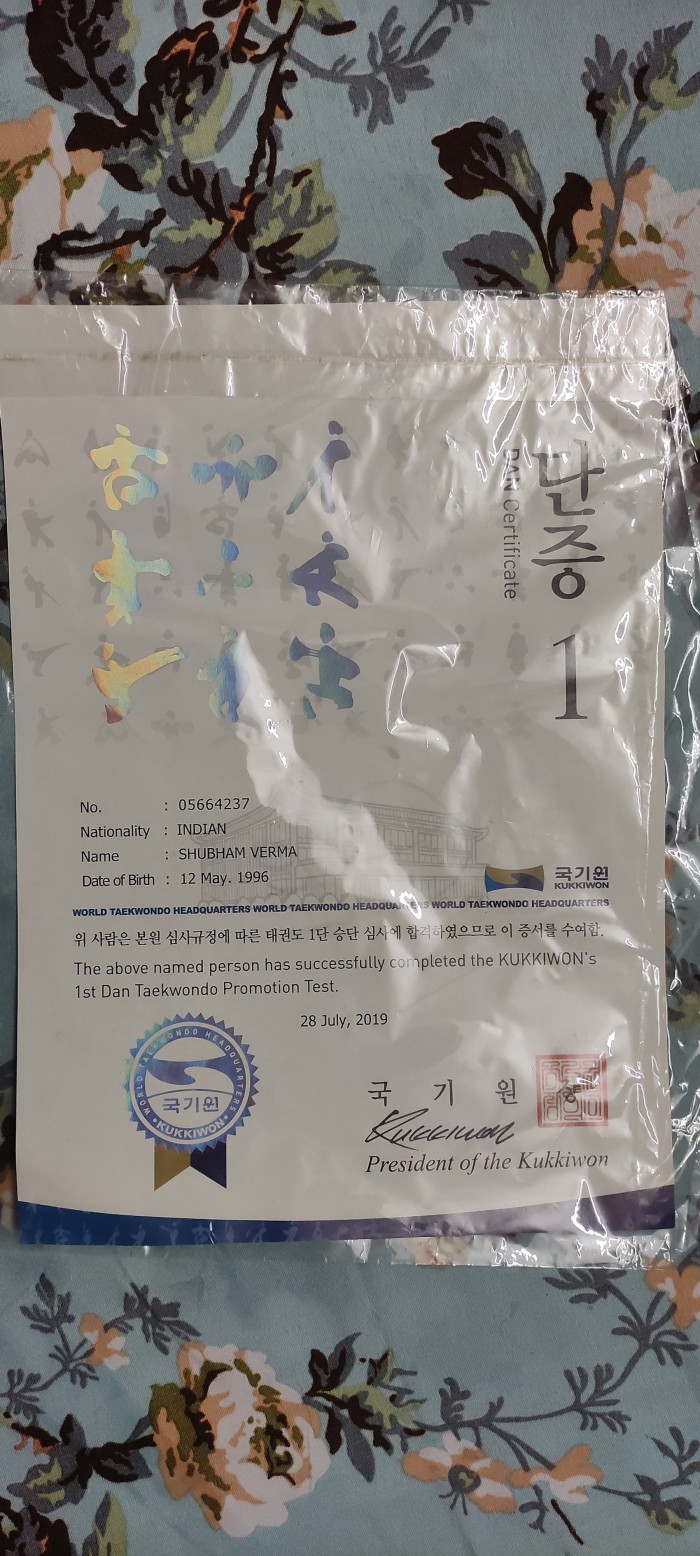 단증 1
DAN Certificate
No. : 05664237
Nationality : INDIAN
Name : SHUBHAM VERMA
Date of Birth : 12 May. 1996
국기원
KUKKIWON
WORLD TAEKWONDO HEADQUARTERS WORLD TAEKWONDO HEADQUARTERS WORLD TAEKWONDO HEADQUARTERS
위 사람은 본원 심사규정에 따른 태권도 1단 승단 심사에 합격하였으므로 이 증서를 수여함.
The above named person has successfully completed the KUKKIWON's
1st Dan Taekwondo Promotion Test.
28 July, 2019
WORLD TAEKWONDO HEADQUARTERS
국기원
KUKKIWON
국 기 원
Kukkiwon
President of the Kukkiwon